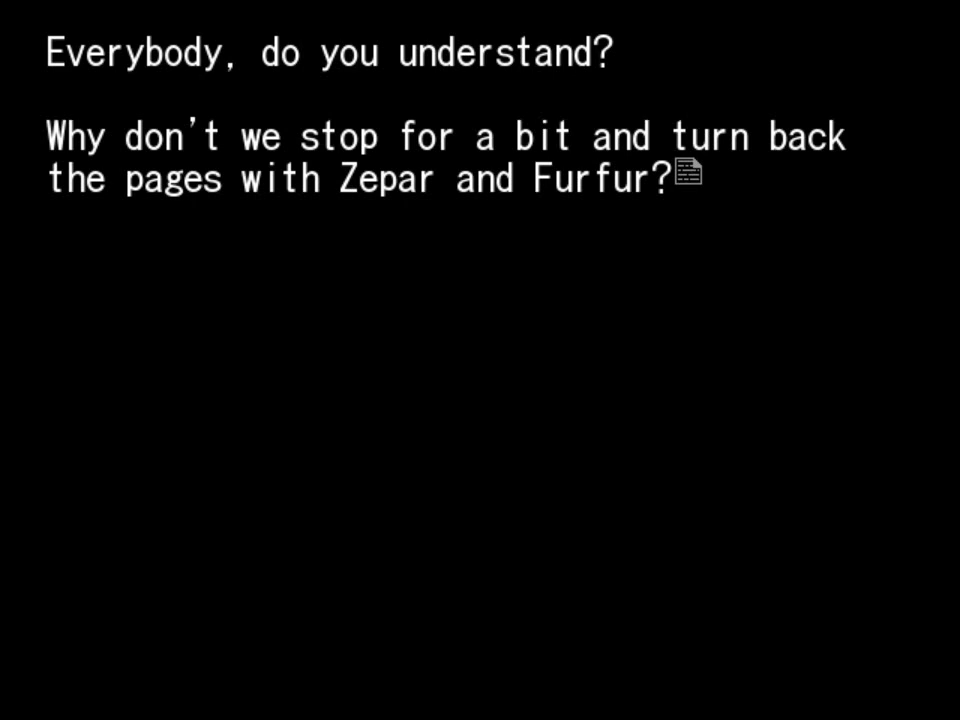 Everybody, do you understand?
Why don't we stop for a bit and turn back
the pages with Zepar and Furfur?